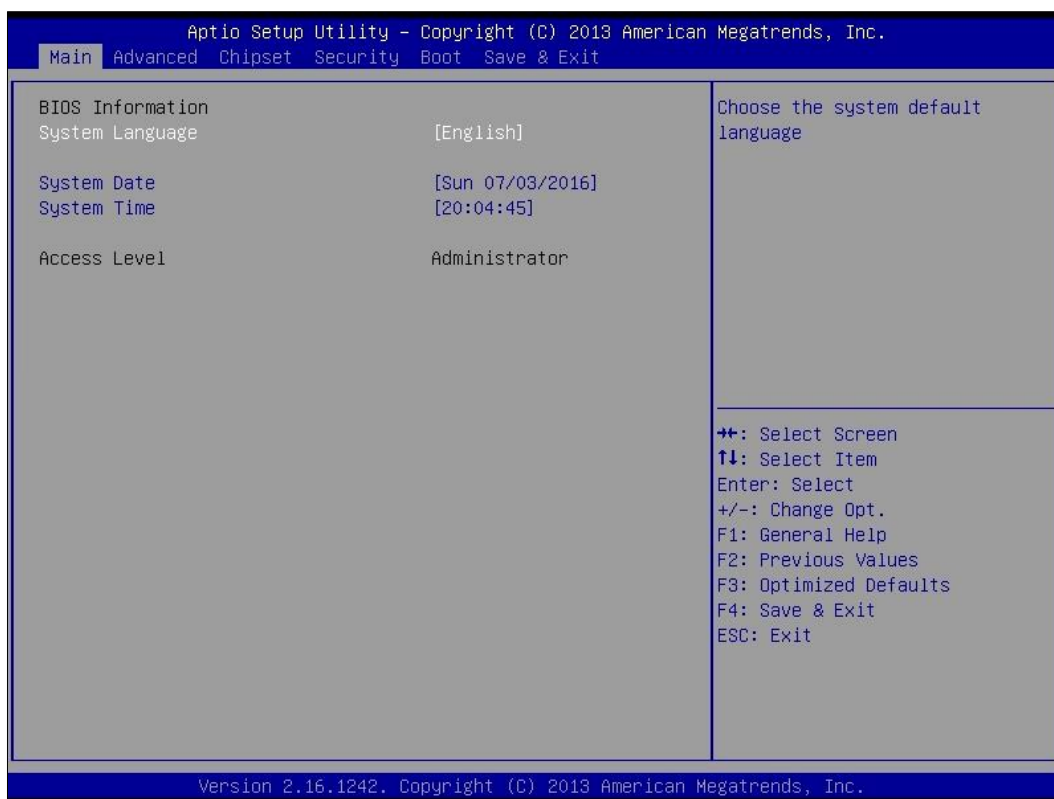 Aptio Setup Utility – Copyright (C) 2013 American Megatrends, Inc.
Main Advanced Chipset Security Boot Save & Exit
BIOS Information
System Language [English]
System Date [Sun 07/03/2016]
System Time [20:04:45]
Access Level Administrator
Choose the system default
language
→←: Select Screen
↑↓: Select Item
Enter: Select
+/-: Change Opt.
F1: General Help
F2: Previous Values
F3: Optimized Defaults
F4: Save & Exit
ESC: Exit
Version 2.16.1242. Copyright (C) 2013 American Megatrends, Inc.